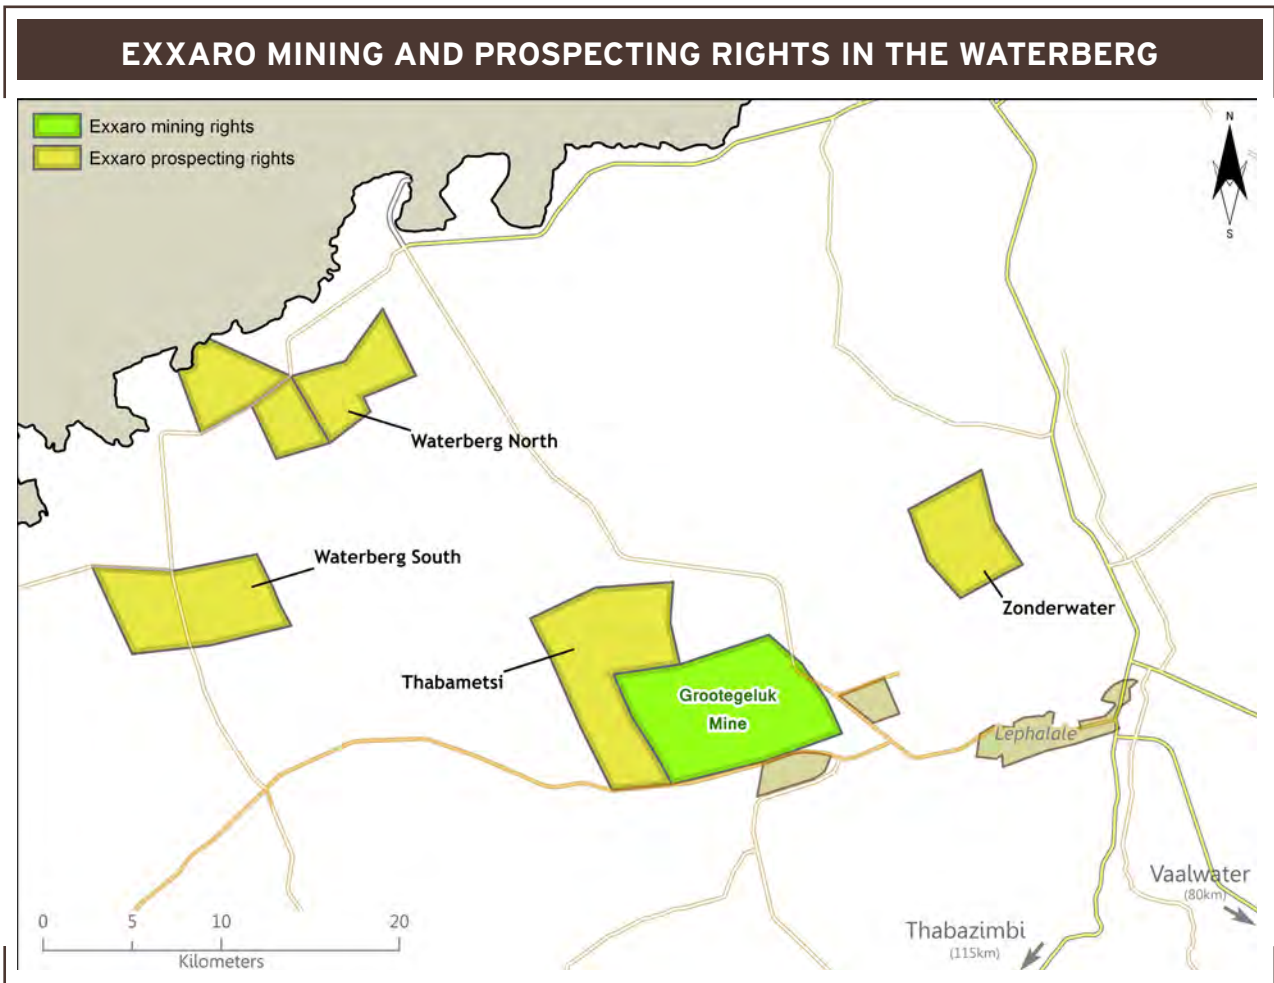 EXXARO MINING AND PROSPECTING RIGHTS IN THE WATERBERG
Exxaro mining rights
Exxaro prospecting rights
N
S
Waterberg North
Waterberg South
Zonderwater
Thabametsi
Grootegeluk
Mine
Lephalale
Vaalwater
(80km)
Thabazimbi
(115km)
0 5 10 20
Kilometers